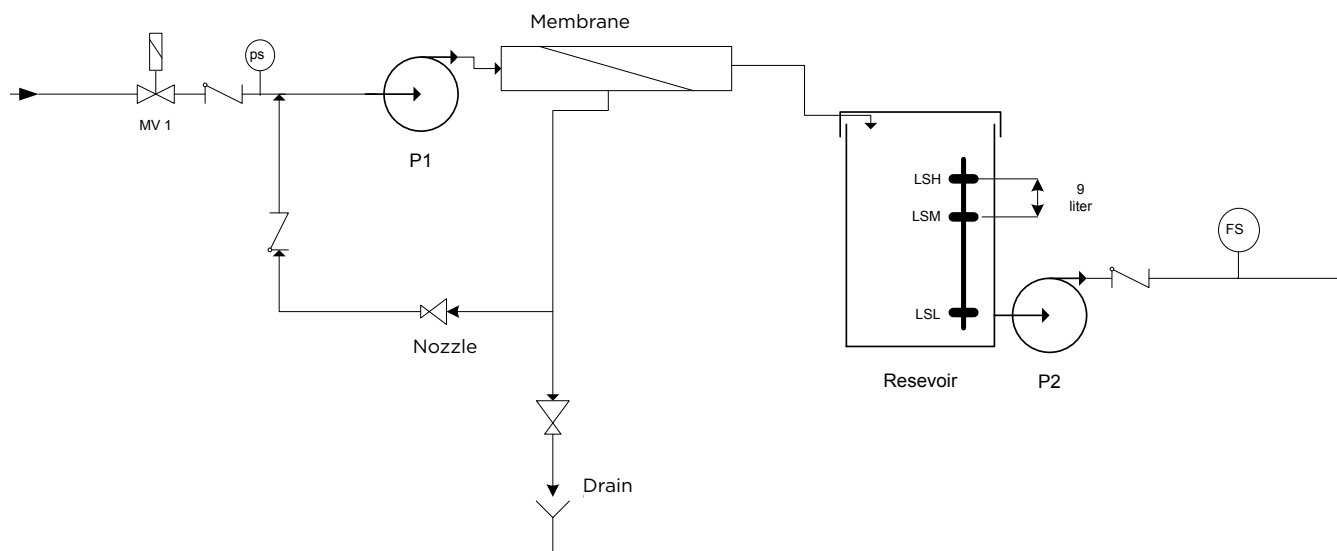 Membrane
ps
MV 1
P1
LSH
9
liter
LSM
FS
LSL
Nozzle
Resevoir
P2
Drain